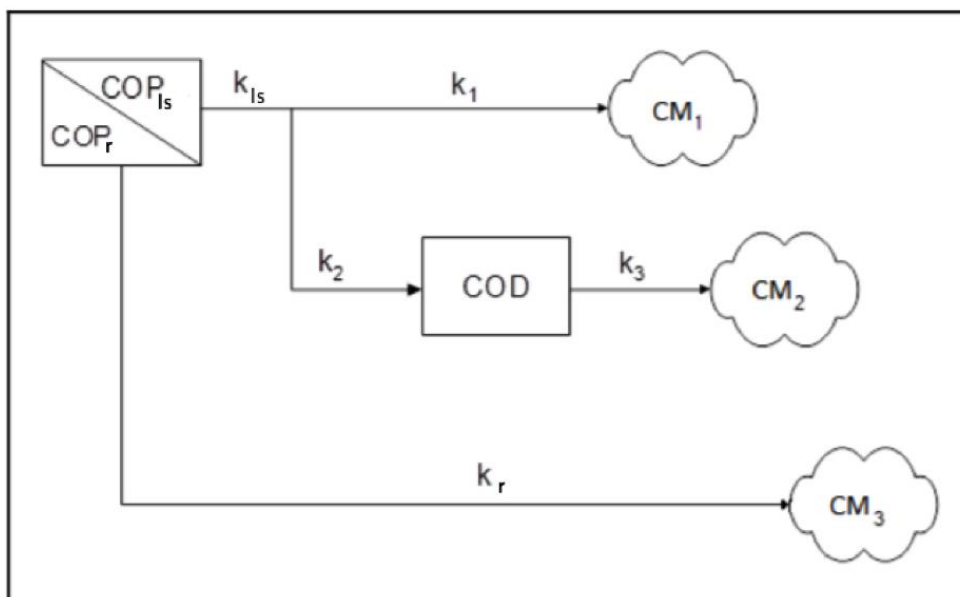 COP_ls
COP_r
k_ls
k_1
CM_1
k_2
COD
k_3
CM_2
k_r
CM_3